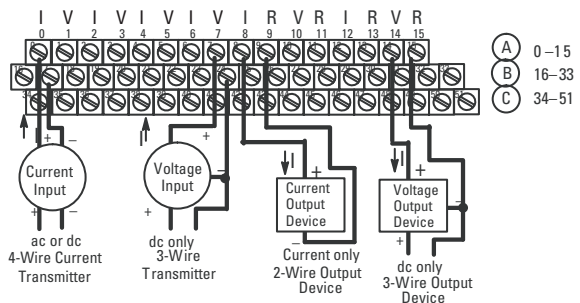 I V I V I V I V I R V R I R V R
0 1 2 3 4 5 6 7 8 9 10 11 12 13 14 15
A 0–15
B 16–33
C 34–51
I
I
+ –
Current
Input
+ –
ac or dc
4-Wire Current
Transmitter
+
Voltage
Input
–
+ –
dc only
3-Wire
Transmitter
I
+
Current
Output
Device
–
Current only
2-Wire Output
Device
I
+
Voltage
Output
Device
–
+
dc only
3-Wire Output
Device